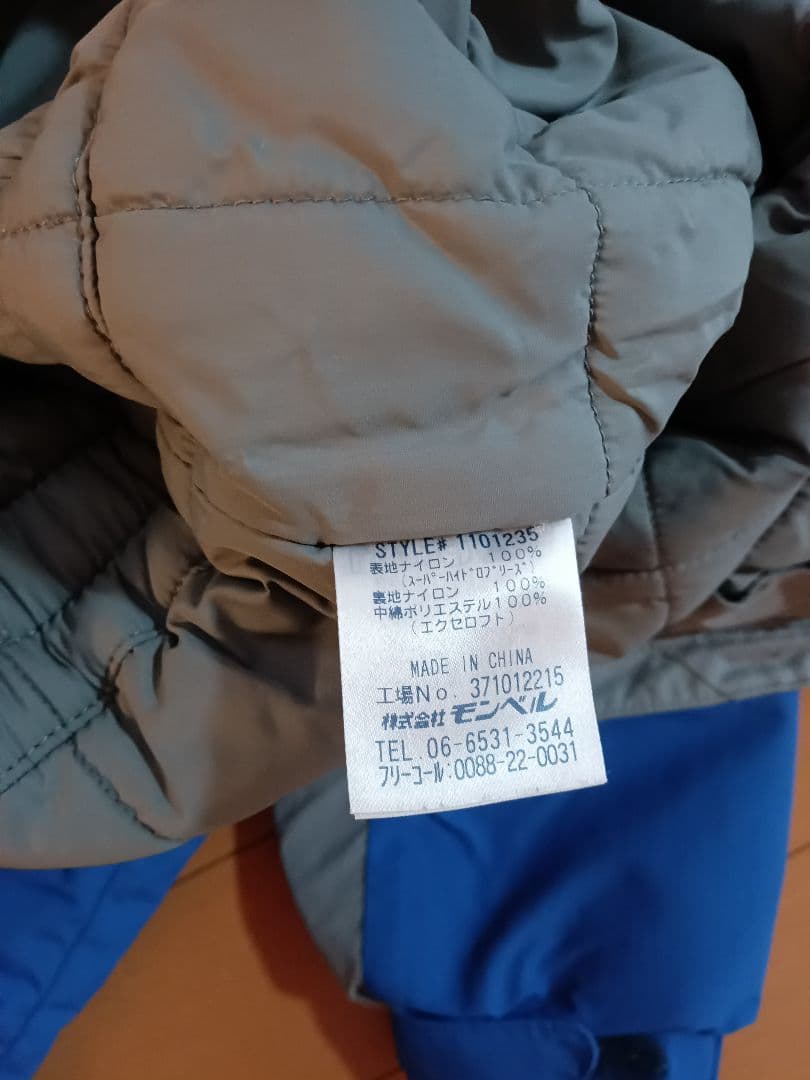 STYLE# 1101235
表地ナイロン 100%
(スーパーハイドロブリーズ)
裏地ナイロン 100%
中綿ポリエステル100%
(エクセロフト)
MADE IN CHINA
工場No. 371012215
株式会社 モンベル
TEL. 06-6531-3544
フリーコール:0088-22-0031